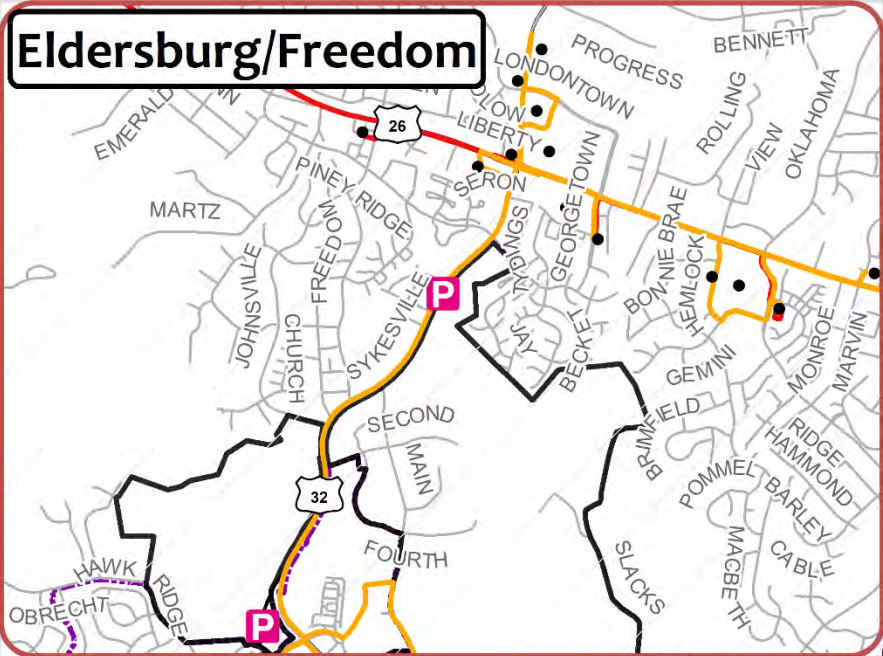 Eldersburg/Freedom
BENNETT
PROGRESS
LONDONTOWN
EMERALD
LOW
LIBERTY
26
ROLLING
VIEW
OKLAHOMA
SERON
PINEY RIDGE
MARTZ
GEORGETOWN
FREEDOM
JOHNSVILLE
BONNIE BRAE
HEMLOCK
P
SYKESVILLE
JAY
BECKET
CHURCH
MONROE
MARVIN
GEMINI
SECOND
BRIMFIELD
RIDGE
HAMMOND
MAIN
POMMEL
BARLEY
32
FOURTH
CABLE
MACBETH
SLACKS
HAWK
RIDGE
OBRECHT
P